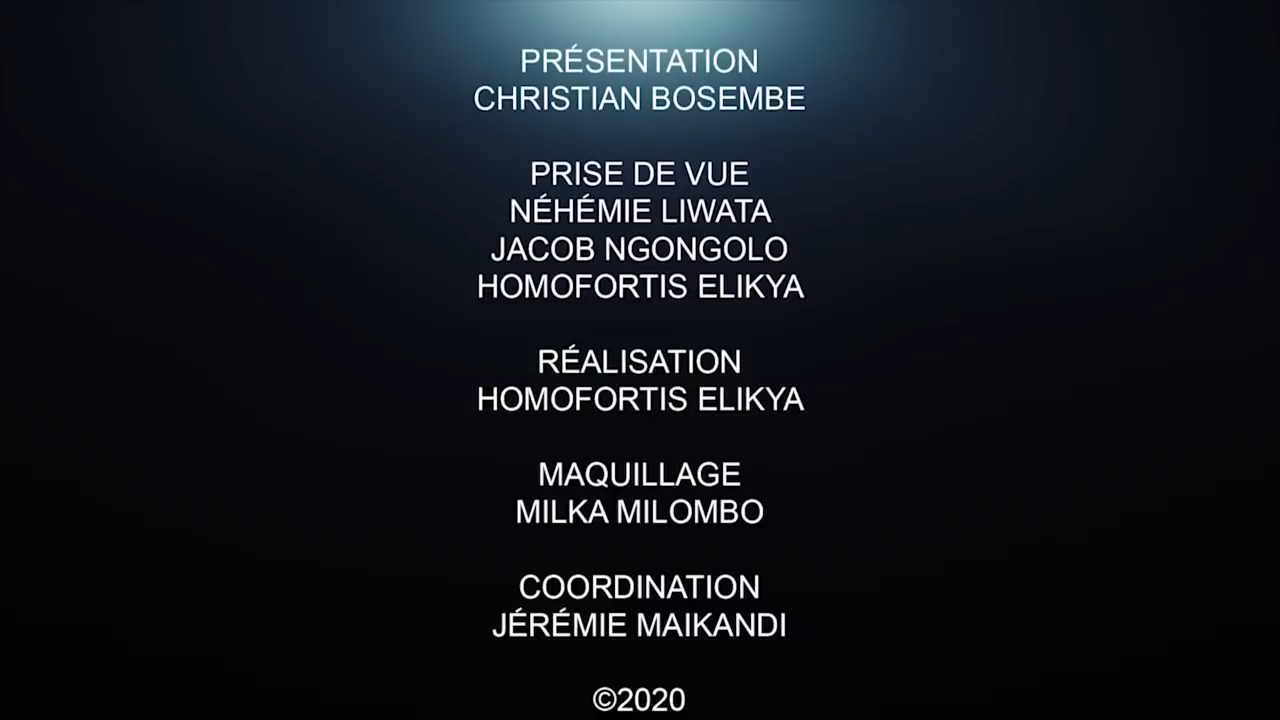 PRÉSENTATION
CHRISTIAN BOSEMBE
PRISE DE VUE
NÉHÉMIE LIWATA
JACOB NGONGOLO
HOMOFORTIS ELIKYA
RÉALISATION
HOMOFORTIS ELIKYA
MAQUILLAGE
MILKA MILOMBO
COORDINATION
JÉRÉMIE MAIKANDI
©2020